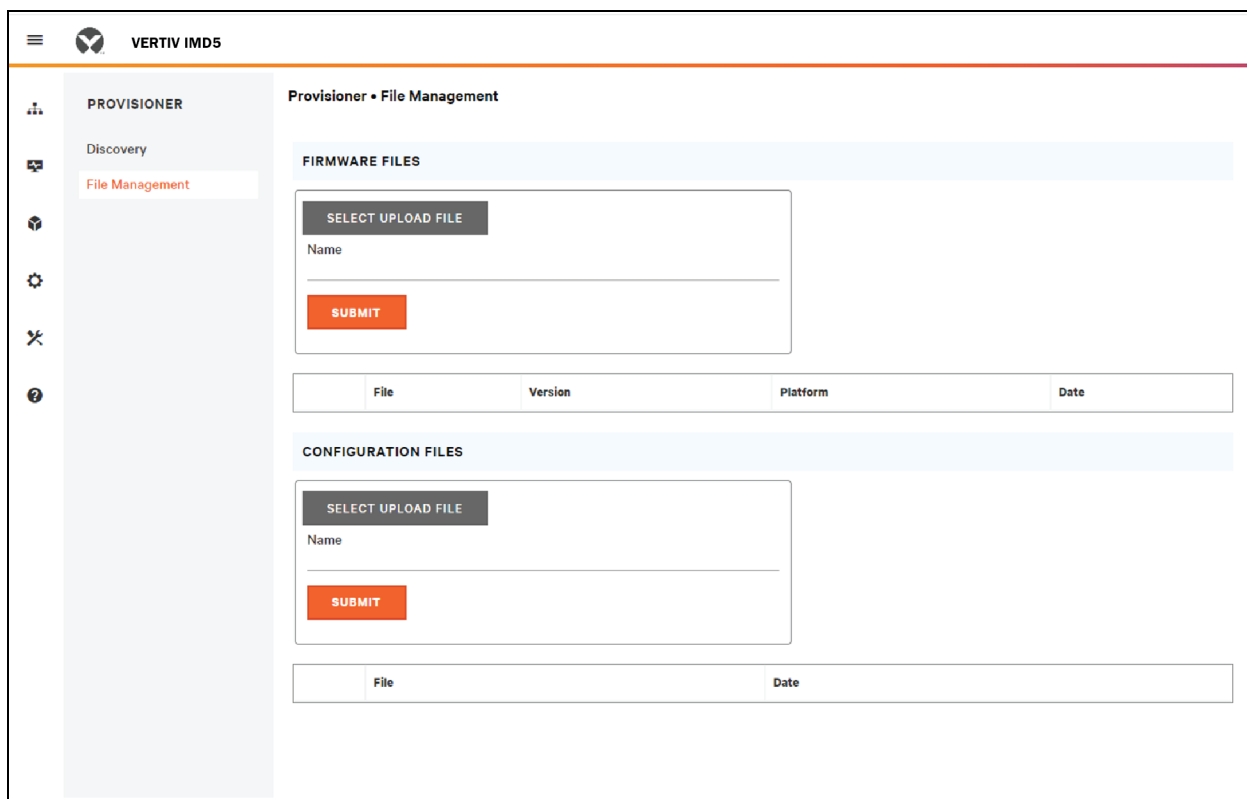 VERTIV IMD5
PROVISIONER
Discovery
File Management
Provisioner • File Management
FIRMWARE FILES
SELECT UPLOAD FILE
Name
SUBMIT
File Version Platform Date
CONFIGURATION FILES
SELECT UPLOAD FILE
Name
SUBMIT
File Date